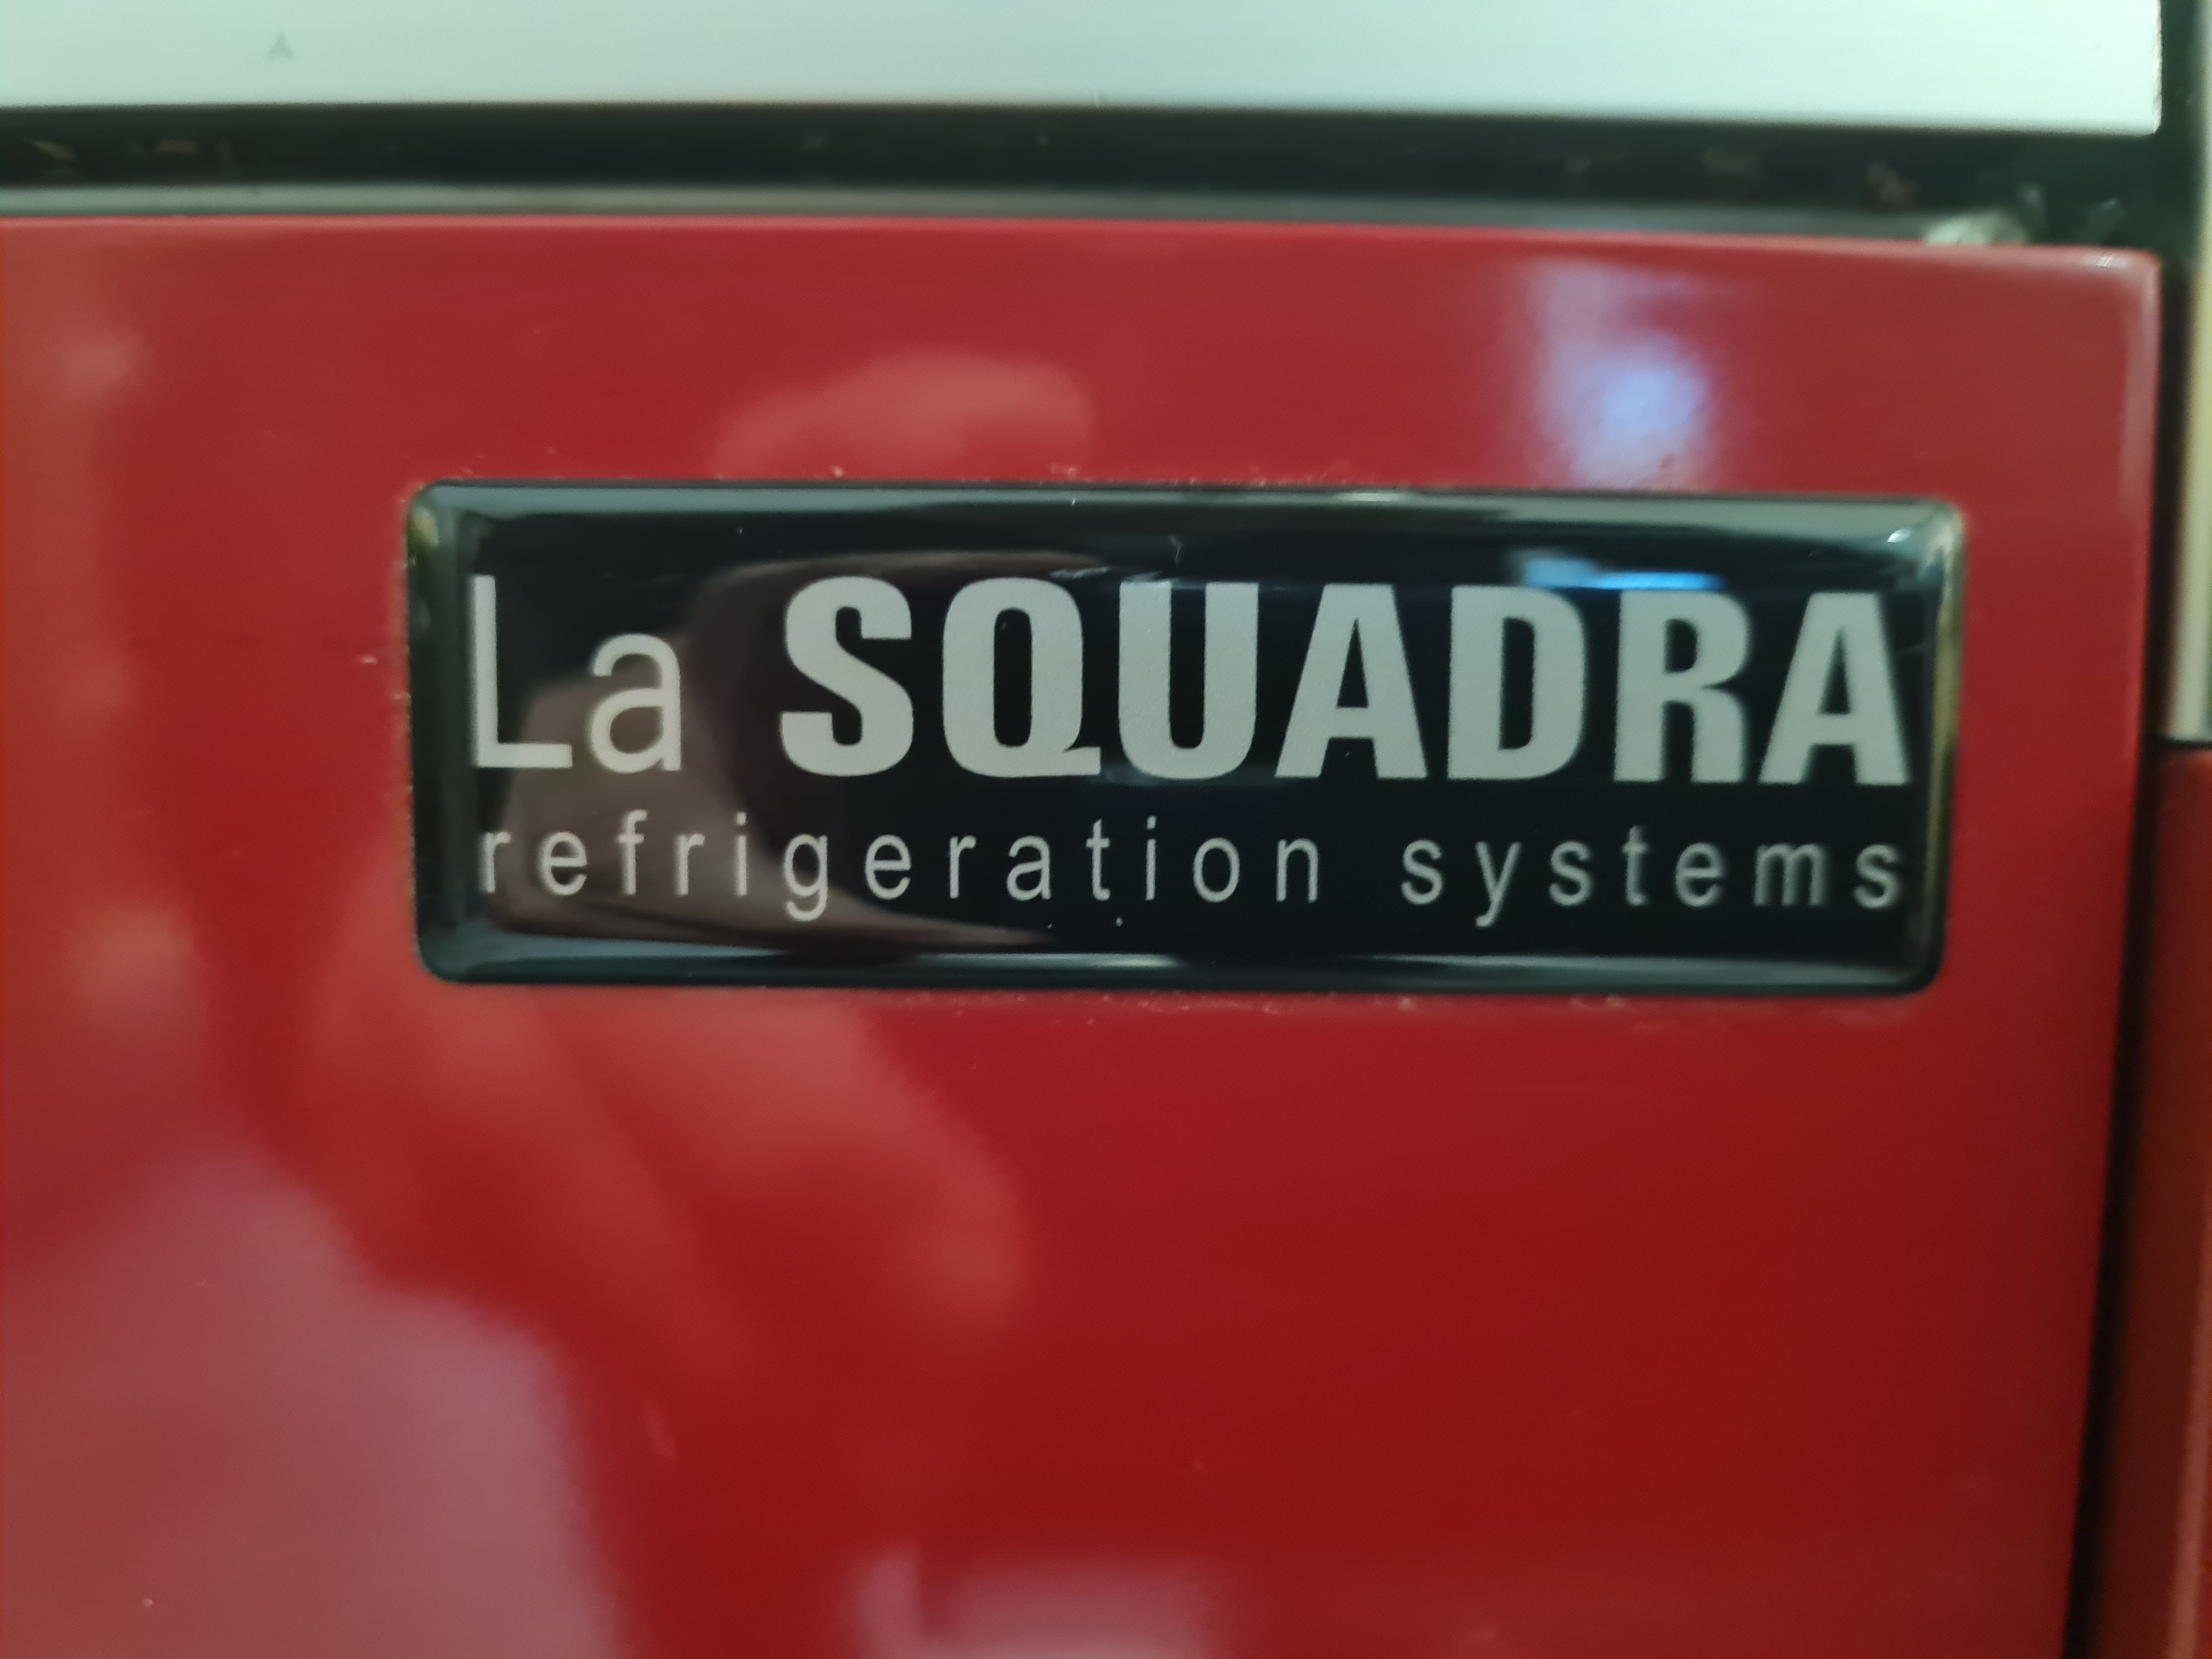 La SQUADRA
refrigeration systems